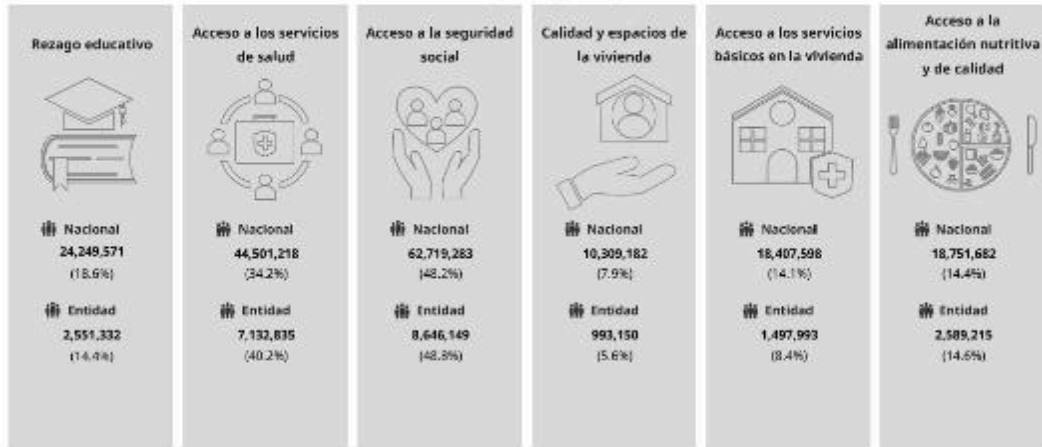 Rezago educativo
Nacional
24,249,571
(18.6%)
Entidad
2,551,332
(14.4%)
Acceso a los servicios
de salud
Nacional
44,501,218
(34.2%)
Entidad
7,132,835
(40.2%)
Acceso a la seguridad
social
Nacional
62,719,283
(48.2%)
Entidad
8,646,149
(48.8%)
Calidad y espacios de
la vivienda
Nacional
10,309,182
(7.9%)
Entidad
993,150
(5.6%)
Acceso a los servicios
básicos en la vivienda
Nacional
18,407,598
(14.1%)
Entidad
1,497,993
(8.4%)
Acceso a la
alimentación nutritiva
y de calidad
Nacional
18,751,682
(14.4%)
Entidad
2,589,215
(14.6%)